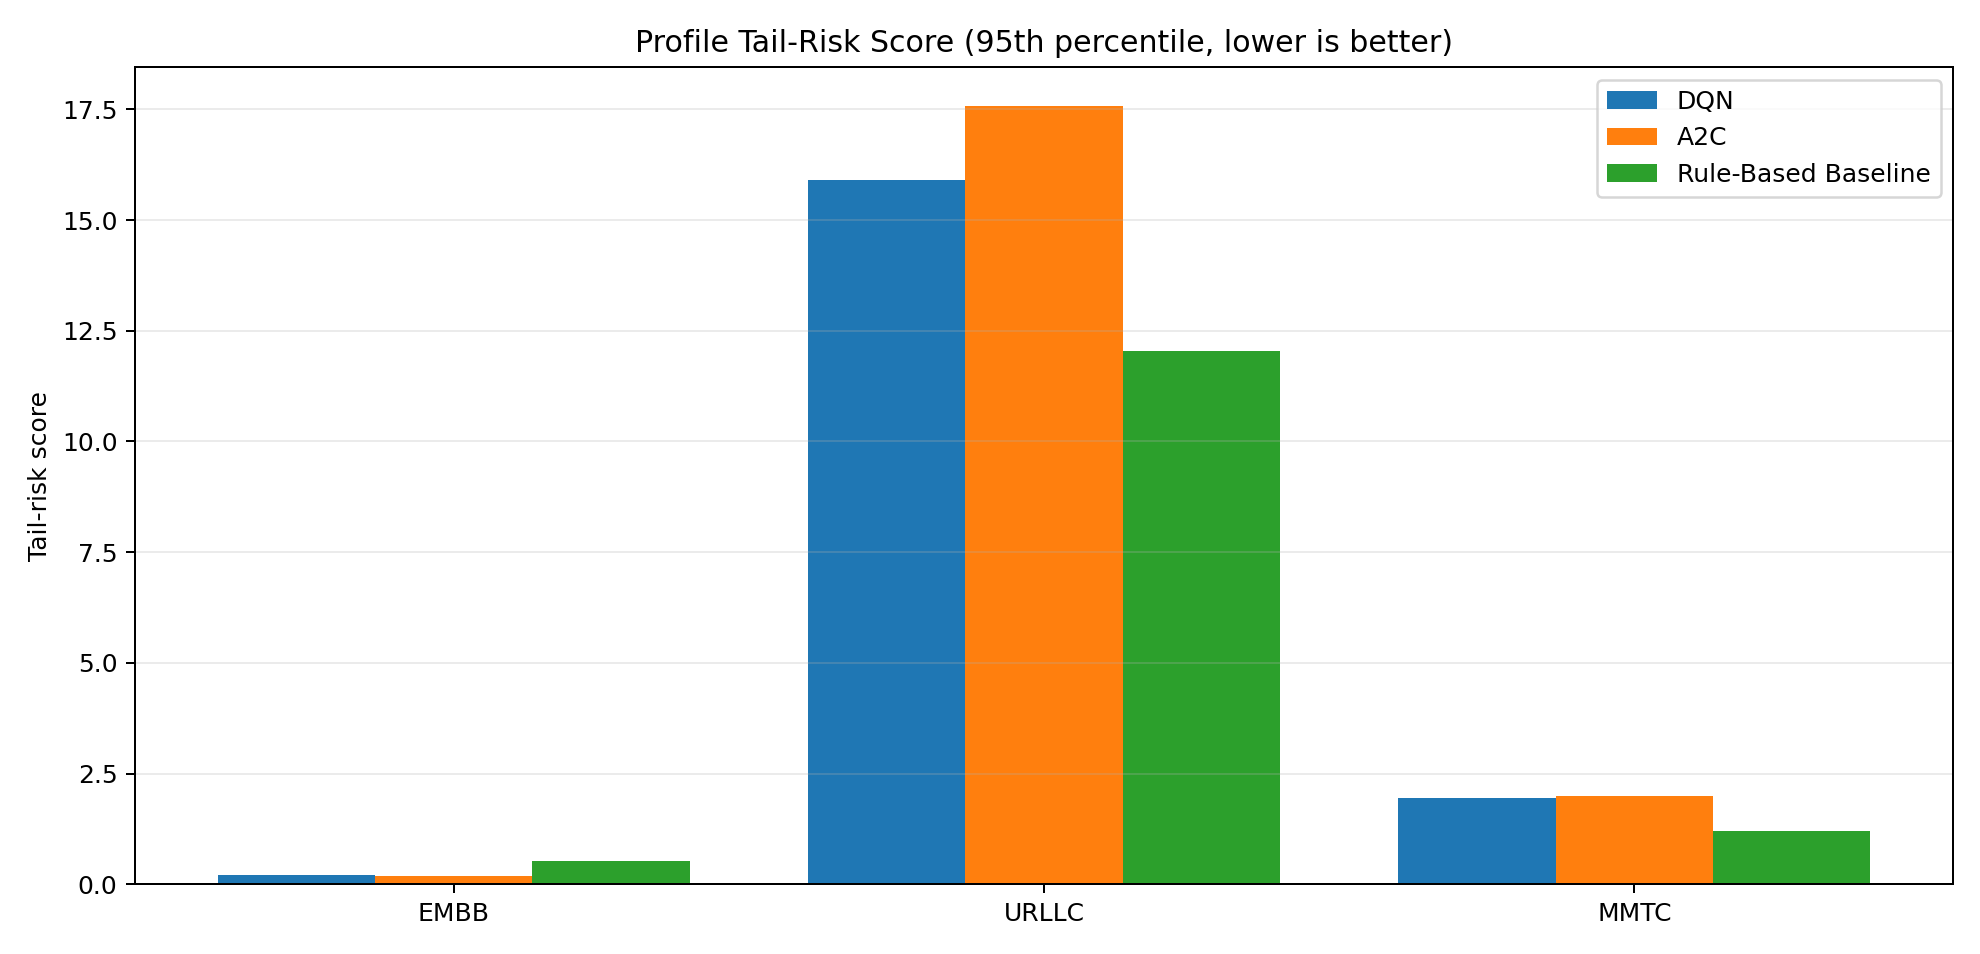 Profile Tail-Risk Score (95th percentile, lower is better)
DQN
A2C
Rule-Based Baseline
Tail-risk score
17.5
15.0
12.5
10.0
7.5
5.0
2.5
0.0
EMBB
URLLC
MMTC